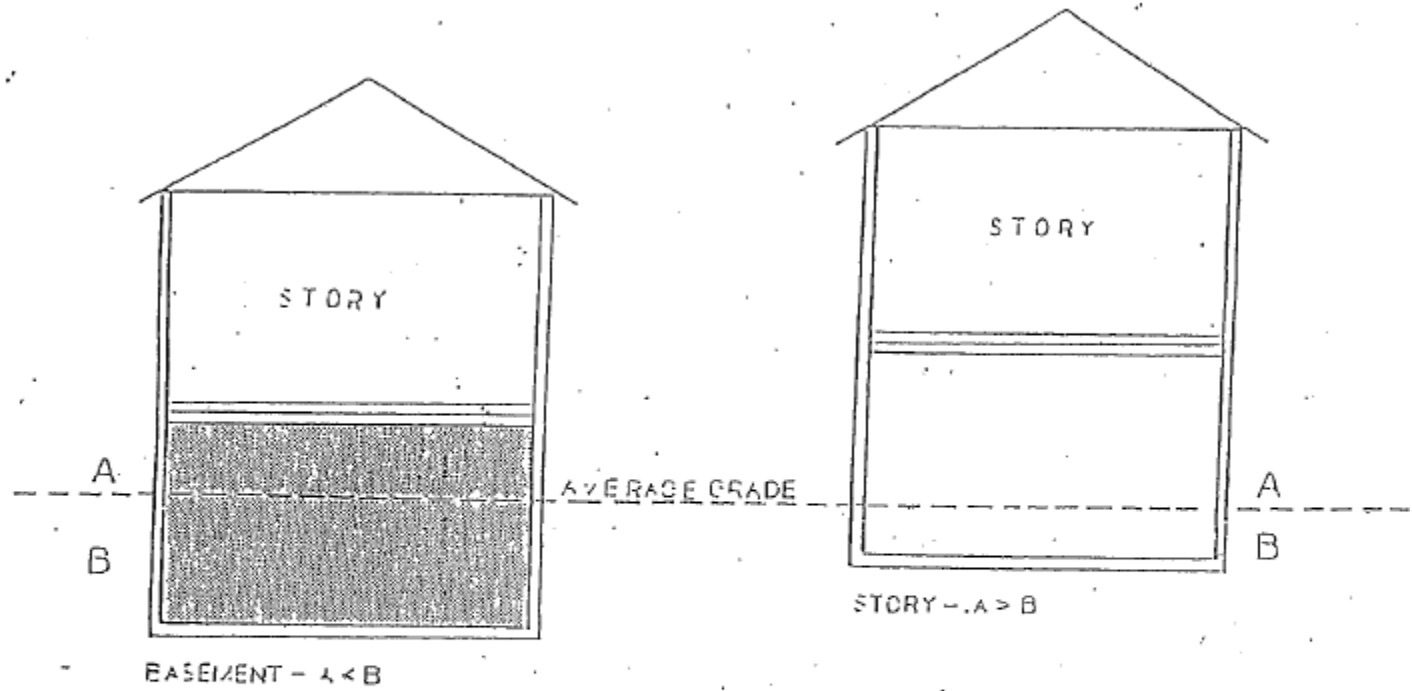 STORY
STORY
A
AVERAGE GRADE
A
B
B
STORY - A > B
BASEMENT - A < B